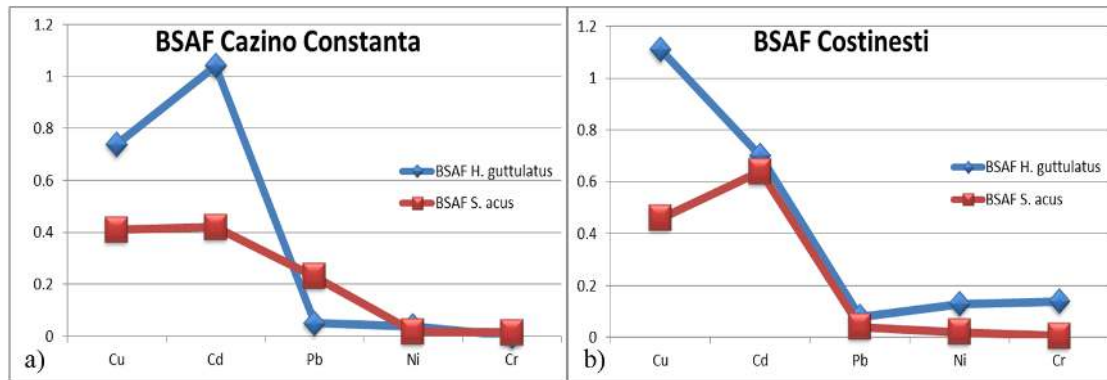 BSAF Cazino Constanta
1.2
1
0.8
0.6
0.4
0.2
0
BSAF H. guttulatus
BSAF S. acus
Cu Cd Pb Ni Cr
a)
BSAF Costinesti
1.2
1
0.8
0.6
0.4
0.2
0
BSAF H. guttulatus
BSAF S. acus
Cu Cd Pb Ni Cr
b)